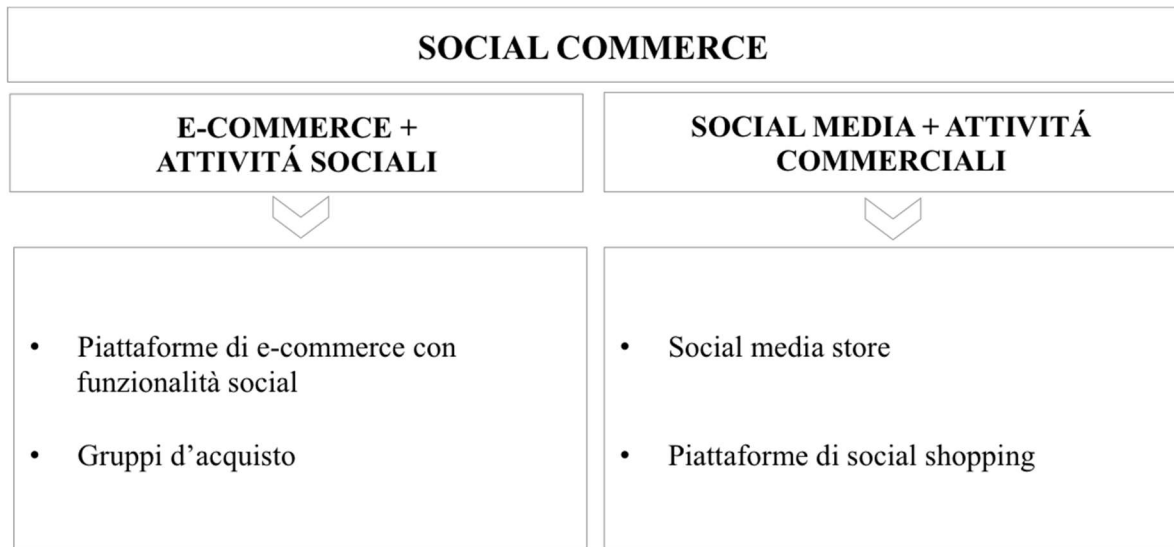 SOCIAL COMMERCE
E-COMMERCE +
ATTIVITÁ SOCIALI
SOCIAL MEDIA + ATTIVITÁ
COMMERCIALI
• Piattaforme di e-commerce con
funzionalità social
• Gruppi d’acquisto
• Social media store
• Piattaforme di social shopping